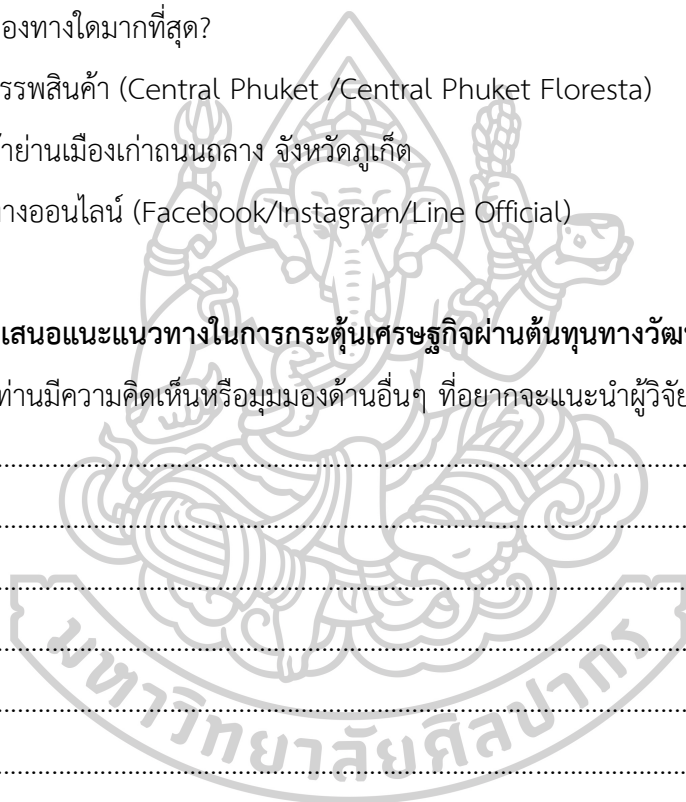 องทางใดมากที่สุด?
รรพสินค้า (Central Phuket /Central Phuket Floresta)
าย่านเมืองเก่าถนนถลาง จังหวัดภูเก็ต
างออนไลน์ (Facebook/Instagram/Line Official)
เสนอแนะแนวทางในการกระตุ้นเศรษฐกิจผ่านต้นทุนทางวัฒ
ท่านมีความคิดเห็นหรือมุมมองด้านอื่นๆ ที่อยากจะแนะนำผู้วิจัย
................................................................................
................................................................................
................................................................................
................................................................................
................................................................................
................................................................................
มหาวิทยาลัยศิลปากร